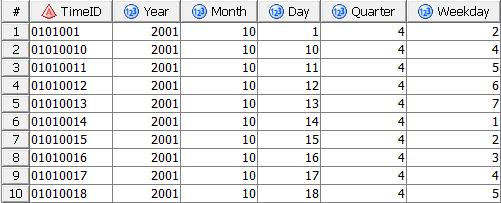 # TimeID Year Month Day Quarter Weekday
1 0101001 2001 10 1 4 2
2 01010010 2001 10 10 4 4
3 01010011 2001 10 11 4 5
4 01010012 2001 10 12 4 6
5 01010013 2001 10 13 4 7
6 01010014 2001 10 14 4 1
7 01010015 2001 10 15 4 2
8 01010016 2001 10 16 4 3
9 01010017 2001 10 17 4 4
10 01010018 2001 10 18 4 5